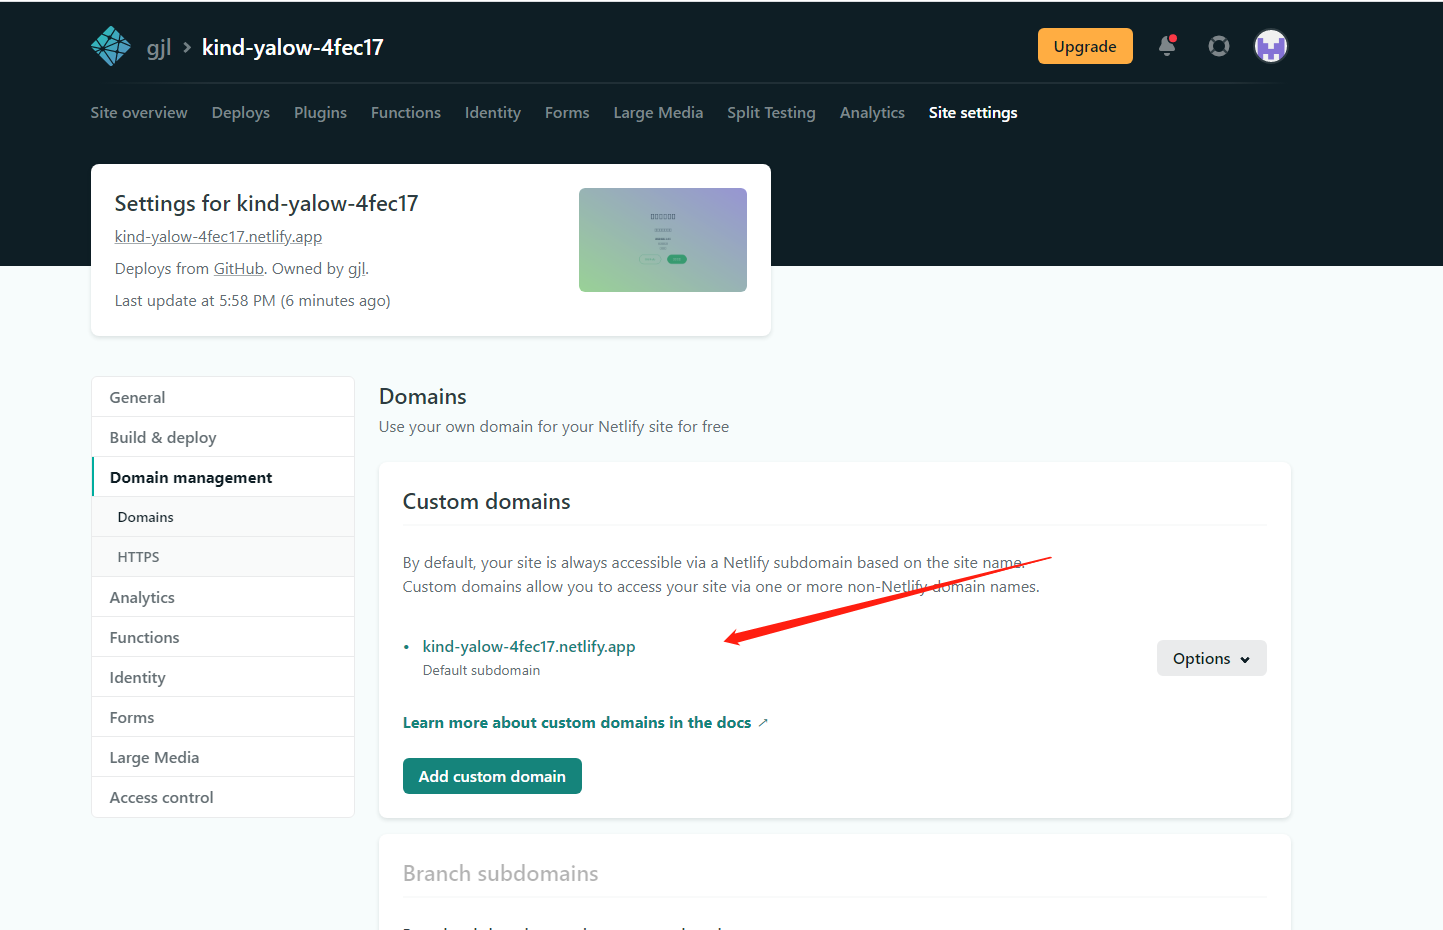 gjl > kind-yalow-4fec17
Upgrade
Site overview Deploys Plugins Functions Identity Forms Large Media Split Testing Analytics Site settings
Settings for kind-yalow-4fec17
kind-yalow-4fec17.netlify.app
Deploys from GitHub. Owned by gjl.
Last update at 5:58 PM (6 minutes ago)
General
Build & deploy
Domain management
Domains
HTTPS
Analytics
Functions
Identity
Forms
Large Media
Access control
Domains
Use your own domain for your Netlify site for free
Custom domains
By default, your site is always accessible via a Netlify subdomain based on the site name.
Custom domains allow you to access your site via one or more non-Netlify domain names.
• kind-yalow-4fec17.netlify.app
Default subdomain
Options
Learn more about custom domains in the docs ↗
Add custom domain
Branch subdomains